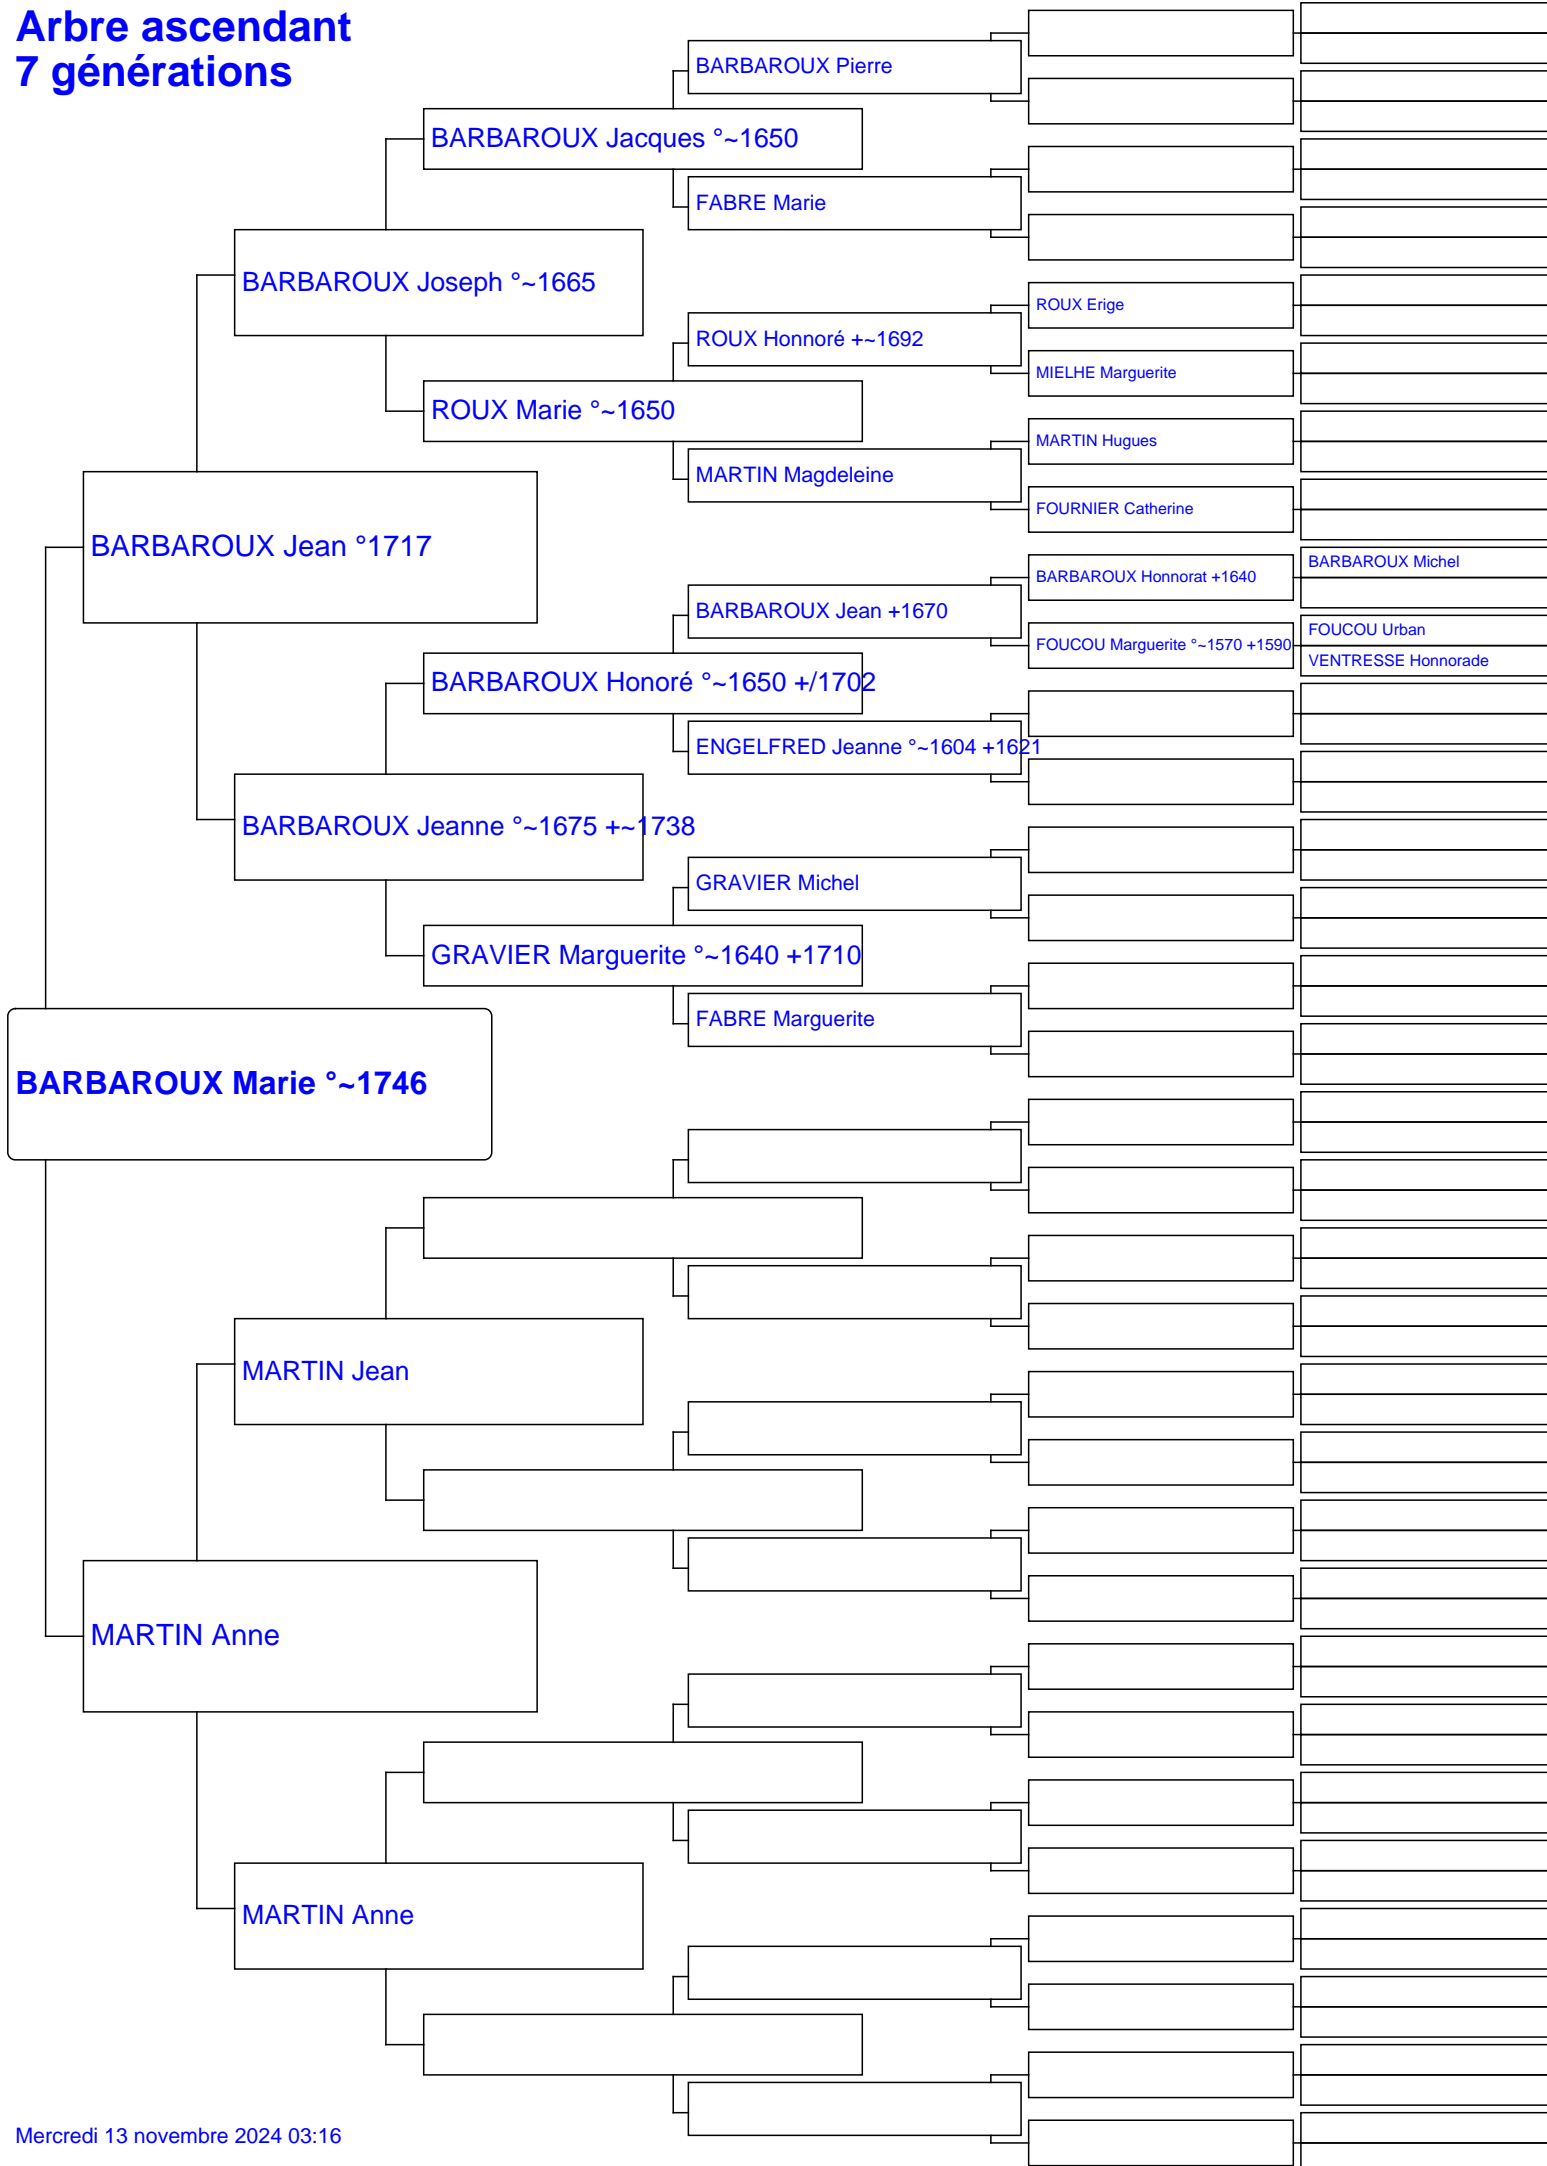 Arbre ascendant
7 générations
BARBAROUX Pierre
BARBAROUX Jacques °~1650
FABRE Marie
BARBAROUX Joseph °~1665
ROUX Erige
ROUX Honnoré +~1692
MIELHE Marguerite
ROUX Marie °~1650
MARTIN Hugues
MARTIN Magdeleine
FOURNIER Catherine
BARBAROUX Jean °1717
BARBAROUX Michel
BARBAROUX Honnorat +1640
BARBAROUX Jean +1670
FOUCOU Urban
FOUCOU Marguerite °~1570 +1590
VENTRESSE Honnorade
BARBAROUX Honoré °~1650 +/1702
ENGELFRED Jeanne °~1604 +1621
BARBAROUX Jeanne °~1675 +~1738
GRAVIER Michel
GRAVIER Marguerite °~1640 +1710
FABRE Marguerite
BARBAROUX Marie °~1746
MARTIN Jean
MARTIN Anne
MARTIN Anne
Mercredi 13 novembre 2024 03:16